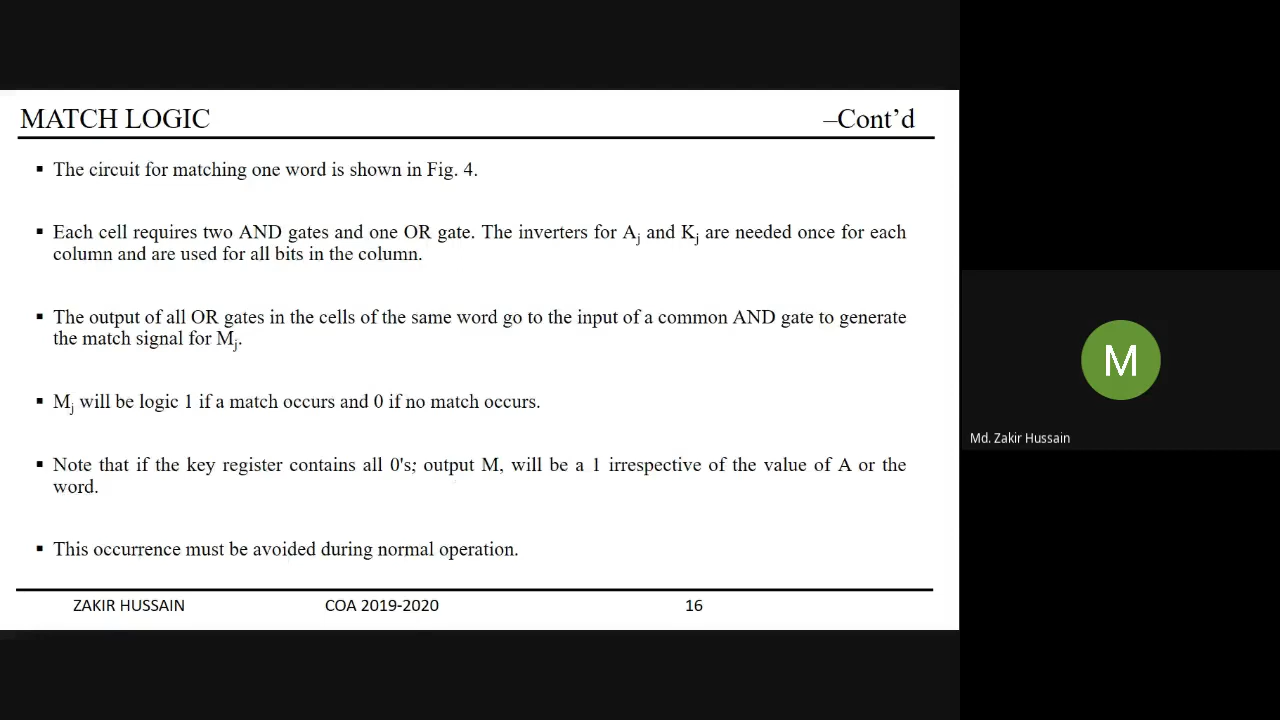 MATCH LOGIC –Cont’d
▪ The circuit for matching one word is shown in Fig. 4.
▪ Each cell requires two AND gates and one OR gate. The inverters for Aj and Kj are needed once for each
column and are used for all bits in the column.
▪ The output of all OR gates in the cells of the same word go to the input of a common AND gate to generate
the match signal for Mj.
▪ Mj will be logic 1 if a match occurs and 0 if no match occurs.
▪ Note that if the key register contains all 0's; output M, will be a 1 irrespective of the value of A or the
word.
▪ This occurrence must be avoided during normal operation.
ZAKIR HUSSAIN COA 2019-2020 16
M
Md. Zakir Hussain